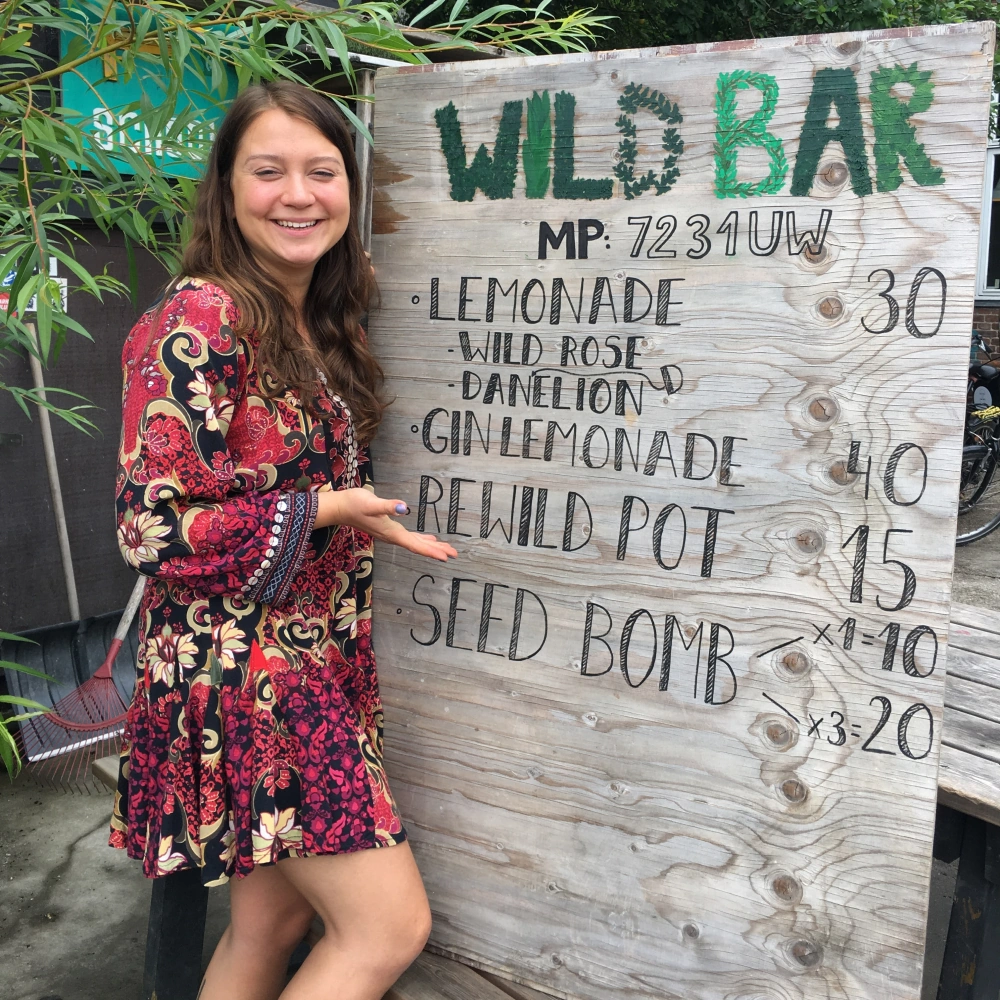 WILD BAR
MP: 7231UW
·LEMONADE 30
-WILD ROSE
-DANELION D
·GIN LEMONADE 40
REWILD POT 15
·SEED BOMB x1=10
x3=20